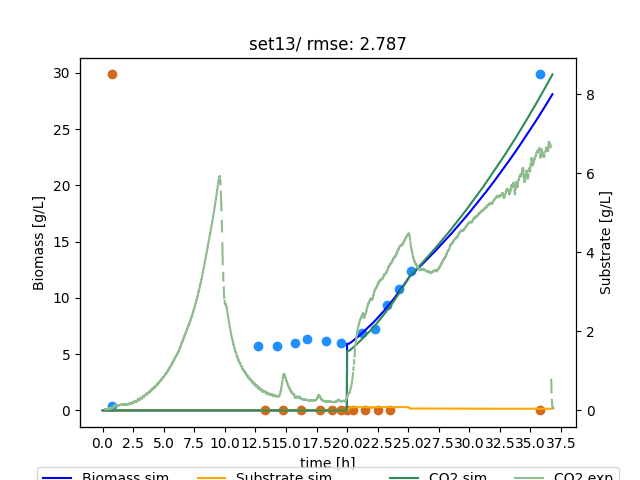 set13/ rmse: 2.787
30
25
20
15
10
5
0
Biomass [g/L]
8
6
4
2
0
Substrate [g/L]
0.0 2.5 5.0 7.5 10.0 12.5 15.0 17.5 20.0 22.5 25.0 27.5 30.0 32.5 35.0 37.5
time [h]
Biomass sim Substrate sim CO2 sim CO2 exp